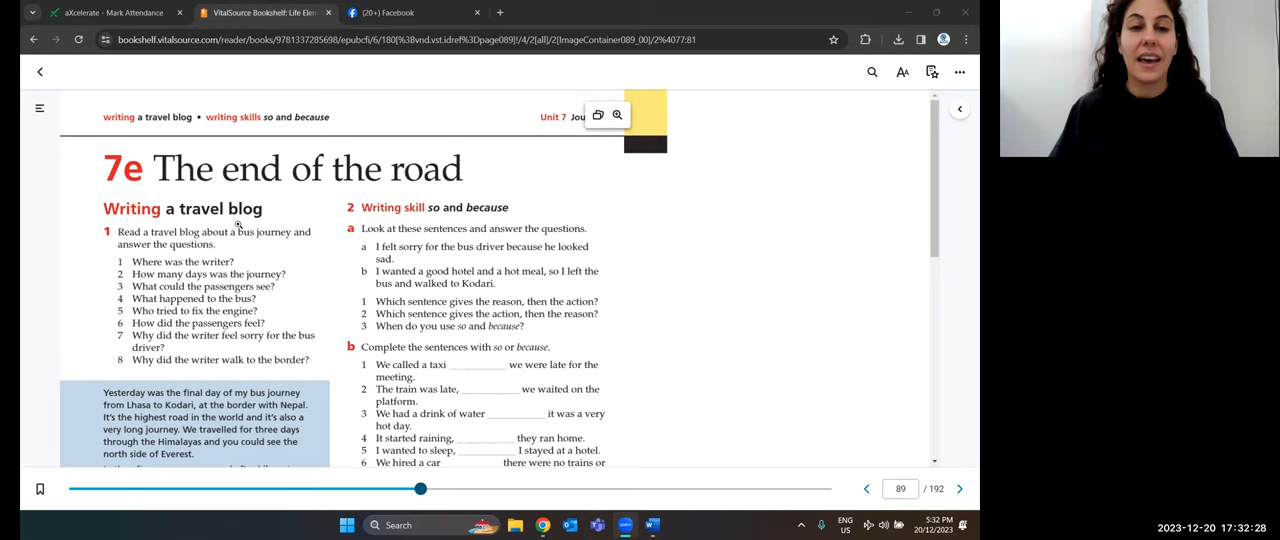 aXcelerate - Mark Attendance
VitalSource Bookshelf: Life Elem
(20+) Facebook
bookshelf.vitalsource.com/reader/books/9781337285698/epubcfi/6/180[%3Bvnd.vst.idref%3Dpage089]!/4/2[all]/2[ImageContainer089_00]/2%4077:81
AA
writing a travel blog • writing skills so and because
Unit 7 Jou
7e The end of the road
Writing a travel blog
1 Read a travel blog about a bus journey and
answer the questions.
1 Where was the writer?
2 How many days was the journey?
3 What could the passengers see?
4 What happened to the bus?
5 Who tried to fix the engine?
6 How did the passengers feel?
7 Why did the writer feel sorry for the bus
driver?
8 Why did the writer walk to the border?
Yesterday was the final day of my bus journey
from Lhasa to Kodari, at the border with Nepal.
It's the highest road in the world and it's also a
very long journey. We travelled for three days
through the Himalayas and you could see the
north side of Everest.
2 Writing skill so and because
a Look at these sentences and answer the questions.
a I felt sorry for the bus driver because he looked
sad.
b I wanted a good hotel and a hot meal, so I left the
bus and walked to Kodari.
1 Which sentence gives the reason, then the action?
2 Which sentence gives the action, then the reason?
3 When do you use so and because?
b Complete the sentences with so or because.
1 We called a taxi __________ we were late for the
meeting.
2 The train was late, __________ we waited on the
platform.
3 We had a drink of water __________ it was a very
hot day.
4 It started raining, __________ they ran home.
5 I wanted to sleep, __________ I stayed at a hotel.
6 We hired a car __________ there were no trains or
89 / 192
Search
ENG
US
5:32 PM
20/12/2023
2023-12-20 17:32:28